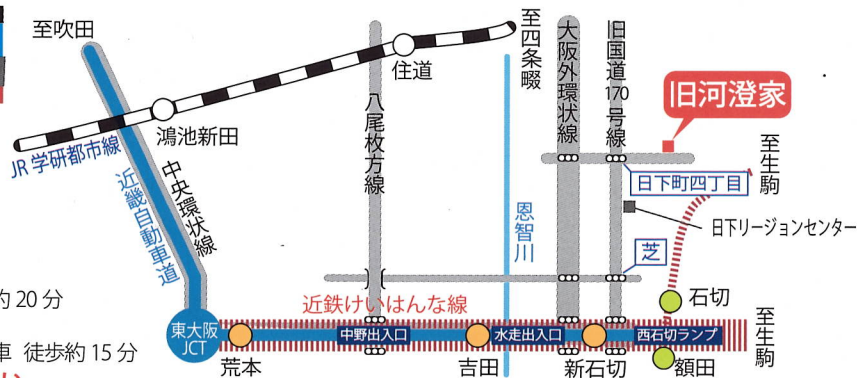 至吹田
JR学研都市線
鴻池新田
住道
至四条畷
近畿自動車道
中央環状線
八尾枚方線
恩智川
大阪外環状線
旧国道170号線
旧河澄家
日下町四丁目
至生駒
日下リージョンセンター
芝
石切
約20分
近鉄けいはんな線
東大阪
JCT
荒本
中野出入口
吉田
水走出入口
新石切
西石切ランプ
額田
至生駒
車 徒歩約15分